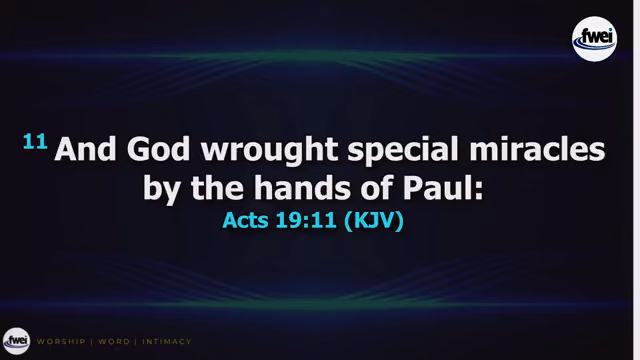 fwei
11 And God wrought special miracles
by the hands of Paul:
Acts 19:11 (KJV)
fwei
WORSHIP | WORD | INTIMACY